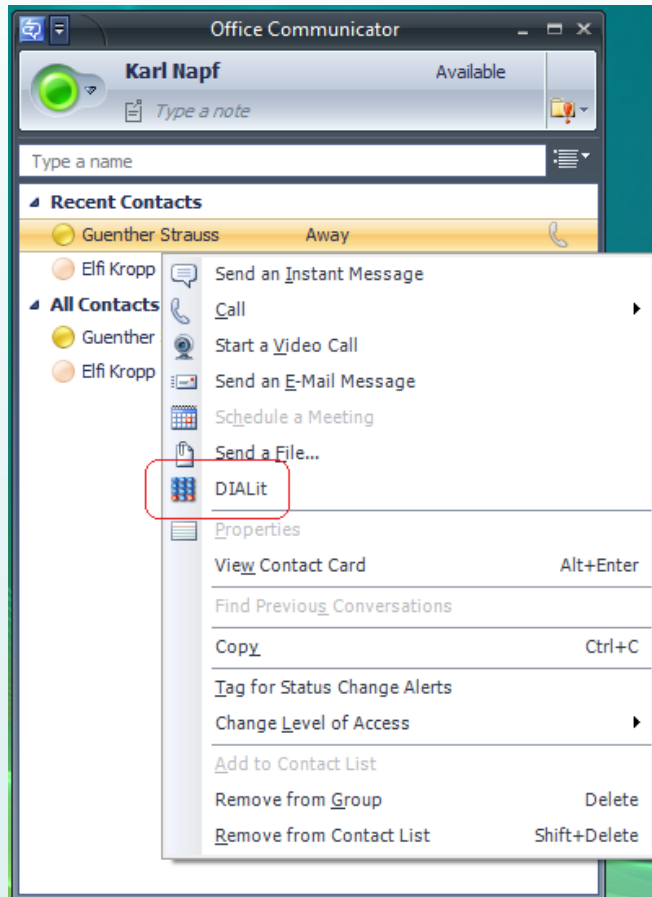 Office Communicator
Karl Napf Available
Type a note
Type a name
Recent Contacts
Guenther Strauss Away
Elfi Kropp
All Contacts
Guenther
Elfi Kropp
Send an Instant Message
Call
Start a Video Call
Send an E-Mail Message
Schedule a Meeting
Send a File...
DIALit
Properties
View Contact Card Alt+Enter
Find Previous Conversations
Copy Ctrl+C
Tag for Status Change Alerts
Change Level of Access
Add to Contact List
Remove from Group Delete
Remove from Contact List Shift+Delete